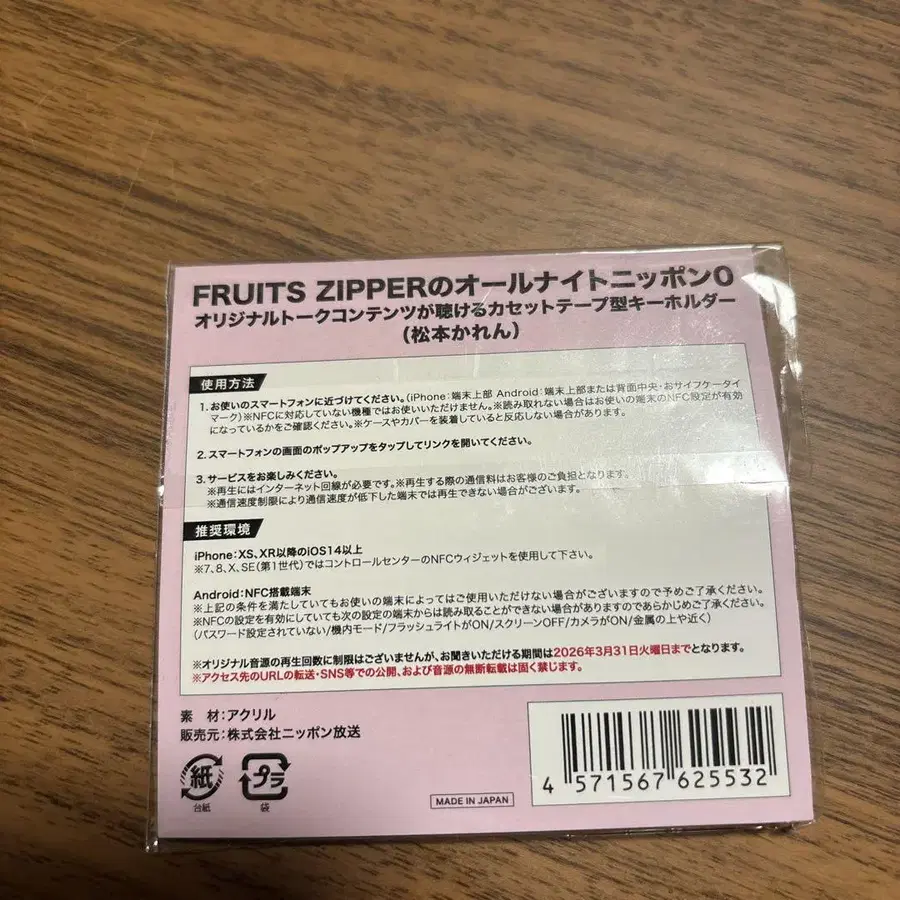 FRUITS ZIPPERのオールナイトニッポン0
オリジナルトークコンテンツが聴けるカセットテープ型キーホルダー
（松本かれん）
使用方法
1. お使いのスマートフォンに近づけてください。（iPhone：端末上部 Android：端末上部または背面中央・おサイフケータイ
マーク）※NFCに対応していない機種ではお使いいただけません。※読み取れない場合はお使いの端末のNFC設定が有効
になっているかをご確認ください。※ケースやカバーを装着していると反応しない場合があります。
2. スマートフォンの画面のポップアップをタップしてリンクを開いてください。
3. サービスをお楽しみください。
※再生にはインターネット回線が必要です。※再生する際の通信料はお客様のご負担となります。
※通信速度制限により通信速度が低下した端末では再生できない場合がございます。
推奨環境
iPhone：XS、XR以降のiOS14以上
※7、8、X、SE（第1世代）ではコントロールセンターのNFCウィジェットを使用して下さい。
Android：NFC搭載端末
※上記の条件を満たしていてもお使いの端末によってはご使用いただけない場合がございますので予めご了承ください。
※NFCの設定を有効にしていても次の設定の端末からは読み取ることができない場合がありますのであらかじめご了承ください。
（パスワード設定されていない/機内モード/フラッシュライトがON/スクリーンOFF/カメラがON/金属の上や近く）
※オリジナル音源の再生回数に制限はございませんが、お聞きいただける期間は2026年3月31日火曜日までとなります。
※アクセス先のURLの転送・SNS等での公開、および音源の無断転載は固く禁じます。
素　材：アクリル
販売元：株式会社ニッポン放送
紙
台紙
プラ
袋
MADE IN JAPAN
4 571567 625532